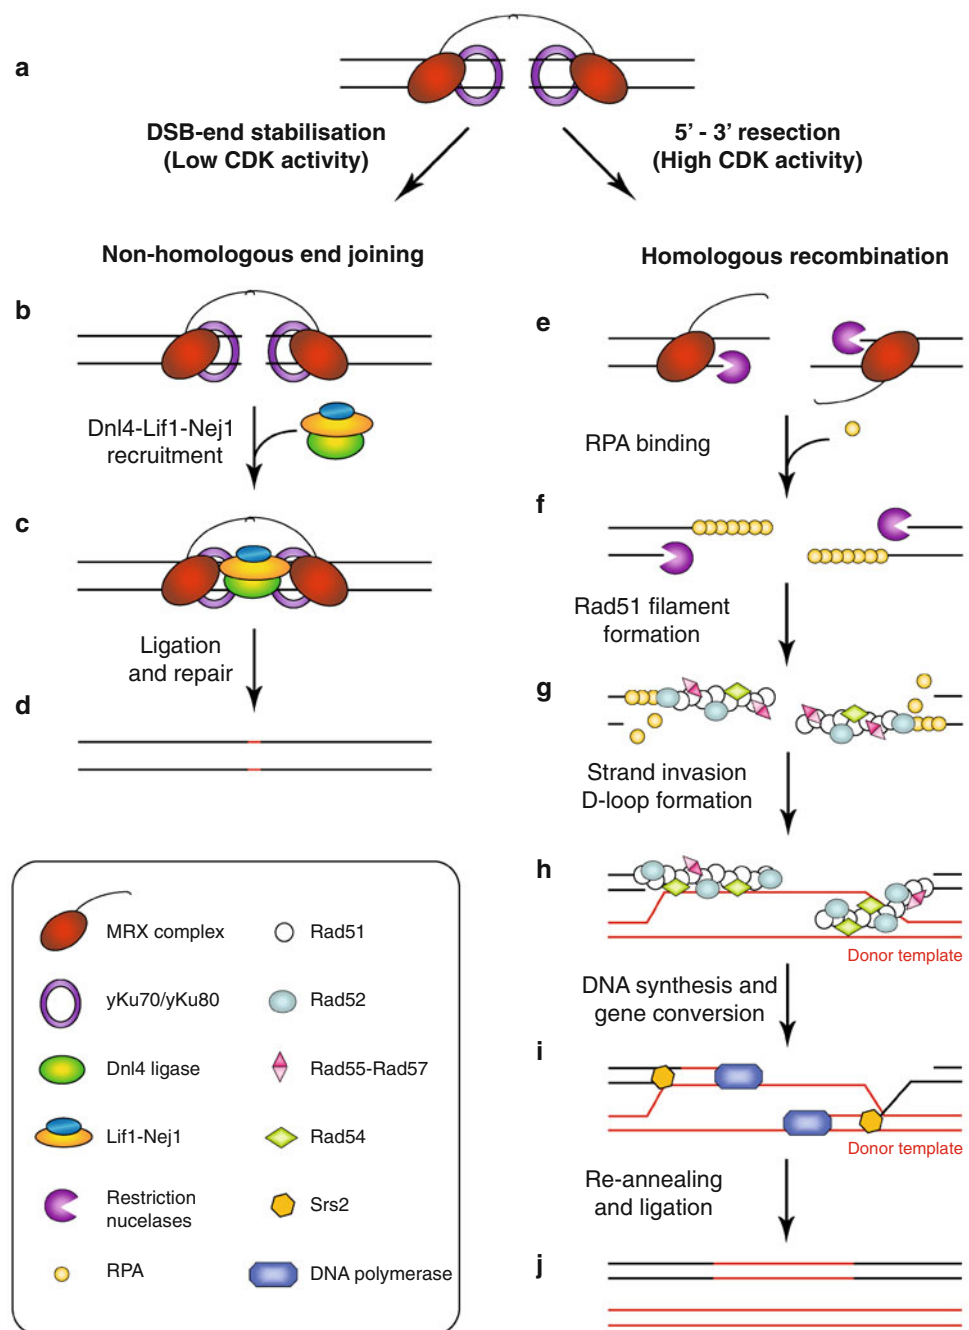 a
DSB-end stabilisation
(Low CDK activity)
5' - 3' resection
(High CDK activity)
Non-homologous end joining
Homologous recombination
b
Dnl4-Lif1-Nej1
recruitment
c
Ligation
and repair
d
e
RPA binding
f
Rad51 filament
formation
g
Strand invasion
D-loop formation
h
Donor template
DNA synthesis and
gene conversion
i
Donor template
Re-annealing
and ligation
j
MRX complex
Rad51
yKu70/yKu80
Rad52
Dnl4 ligase
Rad55-Rad57
Lif1-Nej1
Rad54
Restriction
nucelases
Srs2
RPA
DNA polymerase